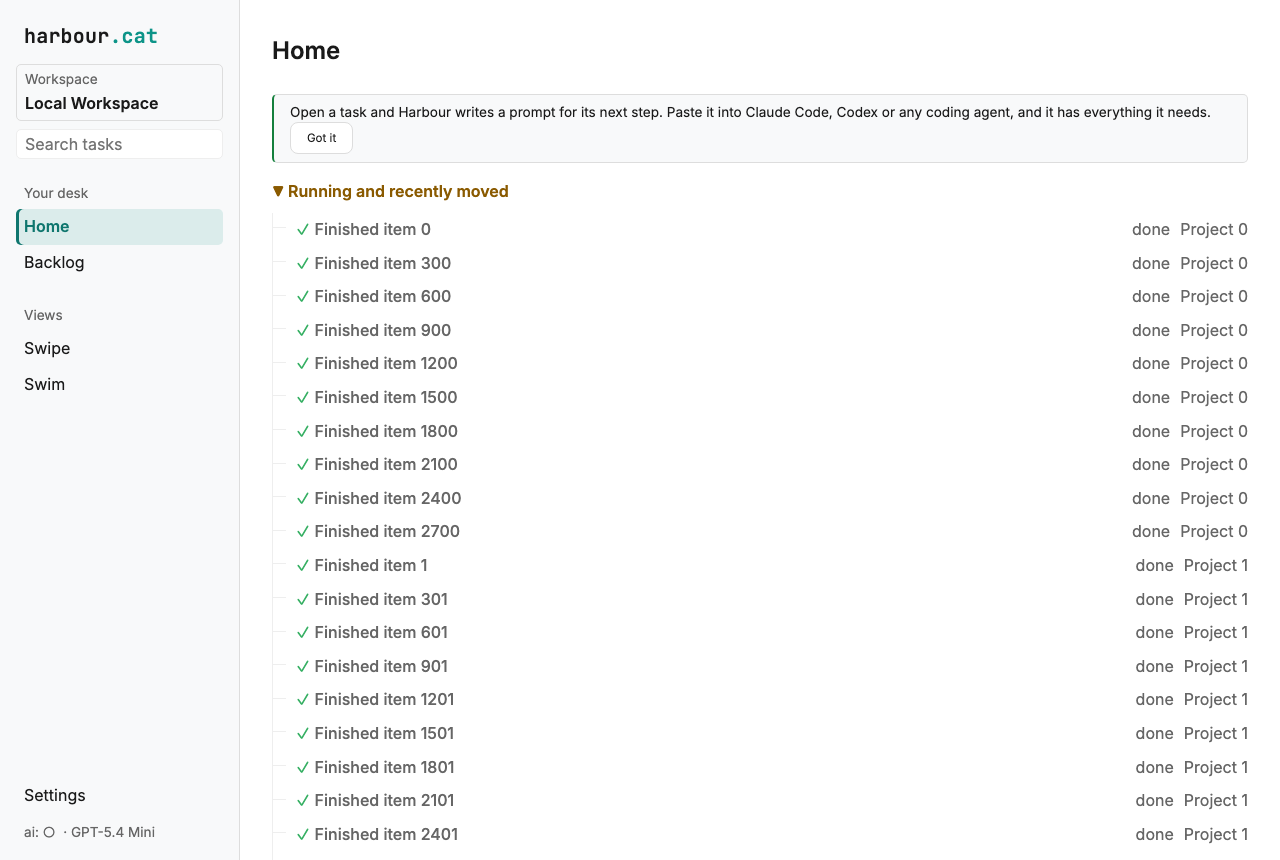 harbour.cat
Workspace
Local Workspace
Search tasks
Your desk
Home
Backlog
Views
Swipe
Swim
Settings
ai: · GPT-5.4 Mini
Home
Open a task and Harbour writes a prompt for its next step. Paste it into Claude Code, Codex or any coding agent, and it has everything it needs.
Got it
Running and recently moved
Finished item 0 done Project 0
Finished item 300 done Project 0
Finished item 600 done Project 0
Finished item 900 done Project 0
Finished item 1200 done Project 0
Finished item 1500 done Project 0
Finished item 1800 done Project 0
Finished item 2100 done Project 0
Finished item 2400 done Project 0
Finished item 2700 done Project 0
Finished item 1 done Project 1
Finished item 301 done Project 1
Finished item 601 done Project 1
Finished item 901 done Project 1
Finished item 1201 done Project 1
Finished item 1501 done Project 1
Finished item 1801 done Project 1
Finished item 2101 done Project 1
Finished item 2401 done Project 1